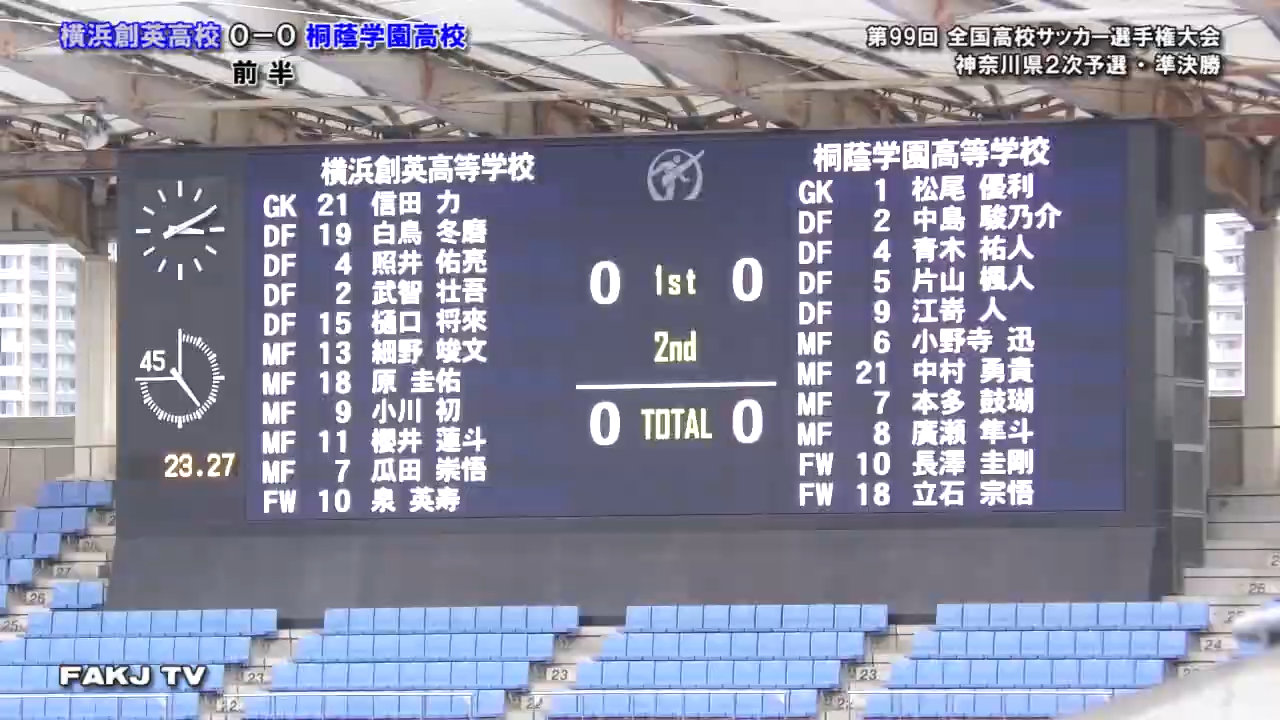 横浜創英高校 0-0 桐蔭学園高校
前半
第99回 全国高校サッカー選手権大会
神奈川県2次予選・準決勝
横浜創英高等学校
GK 21 信田 力
DF 19 白鳥 冬磨
DF 4 照井 佑亮
DF 2 武智 壮吾
DF 15 樋口 将來
MF 13 細野 竣文
MF 18 原 圭佑
MF 9 小川 初
MF 11 櫻井 蓮斗
MF 7 瓜田 崇悟
FW 10 泉 英寿
0 1st 0
2nd
0 TOTAL 0
桐蔭学園高等学校
GK 1 松尾 優利
DF 2 中島 駿乃介
DF 4 青木 祐人
DF 5 片山 楓人
DF 9 江嵜 人
MF 6 小野寺 迅
MF 21 中村 勇貴
MF 7 本多 鼓瑚
MF 8 廣瀬 隼斗
FW 10 長澤 圭剛
FW 18 立石 宗悟
45
23.27
27
26
25
26
24
23
23
23
23
22
FAKJ TV